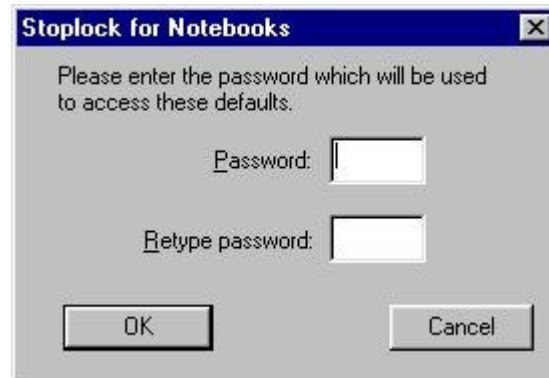 Stoplock for Notebooks
Please enter the password which will be used
to access these defaults.
Password:
Retype password:
OK
Cancel